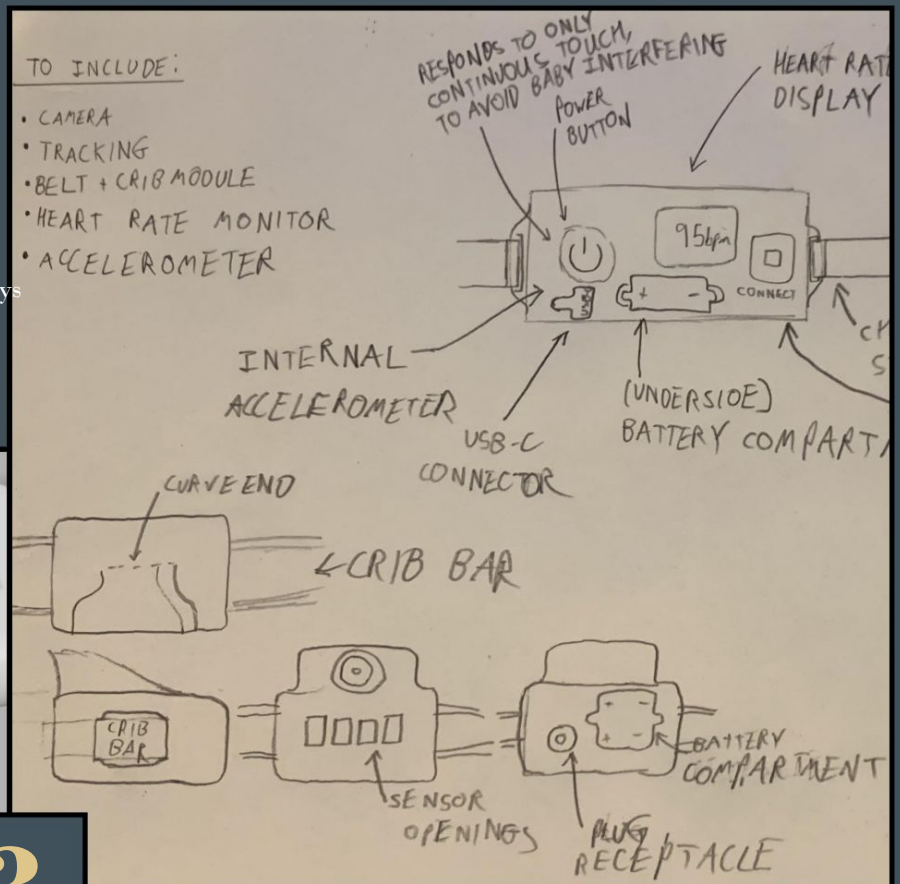 TO INCLUDE:
• CAMERA
• TRACKING
• BELT + CRIB MODULE
• HEART RATE MONITOR
• ACCELEROMETER
RESPONDS TO ONLY
CONTINUOUS TOUCH,
TO AVOID BABY INTERFERING
POWER
BUTTON
HEART RAT
DISPLAY
95bpm
+ -
CONNECT
INTERNAL
ACCELEROMETER
USB-C
CONNECTOR
(UNDERSIDE)
BATTERY COMPART
S
ys
CURVE END
CRIB BAR
CRIB
BAR
SENSOR
OPENINGS
- -
+ -
BATTERY
COMPARTMENT
PLUG
RECEPTACLE